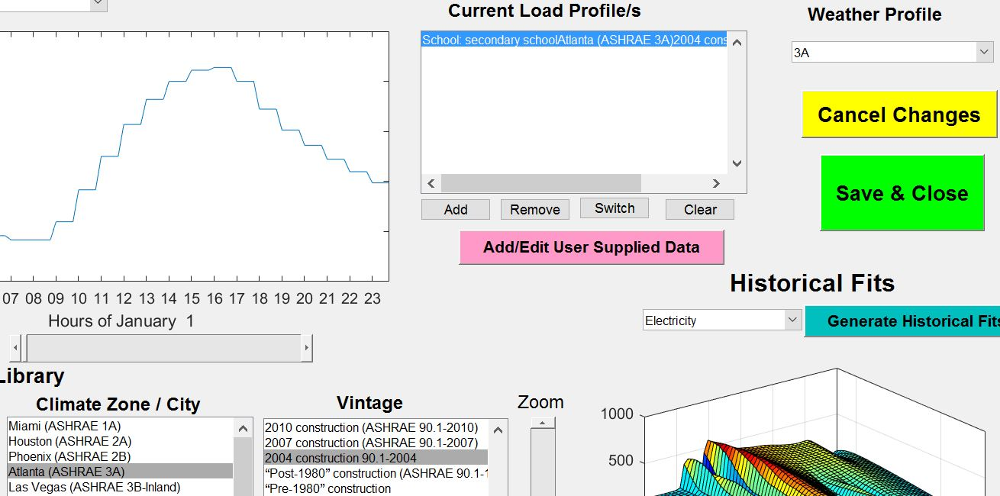 Current Load Profile/s
Weather Profile
School: secondary schoolAtlanta (ASHRAE 3A)2004 cons
3A
Cancel Changes
Save & Close
Add
Remove
Switch
Clear
Add/Edit User Supplied Data
07 08 09 10 11 12 13 14 15 16 17 18 19 20 21 22 23
Hours of January 1
Historical Fits
Electricity
Generate Historical Fits
Library
Climate Zone / City
Miami (ASHRAE 1A)
Houston (ASHRAE 2A)
Phoenix (ASHRAE 2B)
Atlanta (ASHRAE 3A)
Las Vegas (ASHRAE 3B-Inland)
Vintage
2010 construction (ASHRAE 90.1-2010)
2007 construction (ASHRAE 90.1-2007)
2004 construction 90.1-2004
“Post-1980” construction (ASHRAE 90.1-1
“Pre-1980” construction
Zoom
1000
500